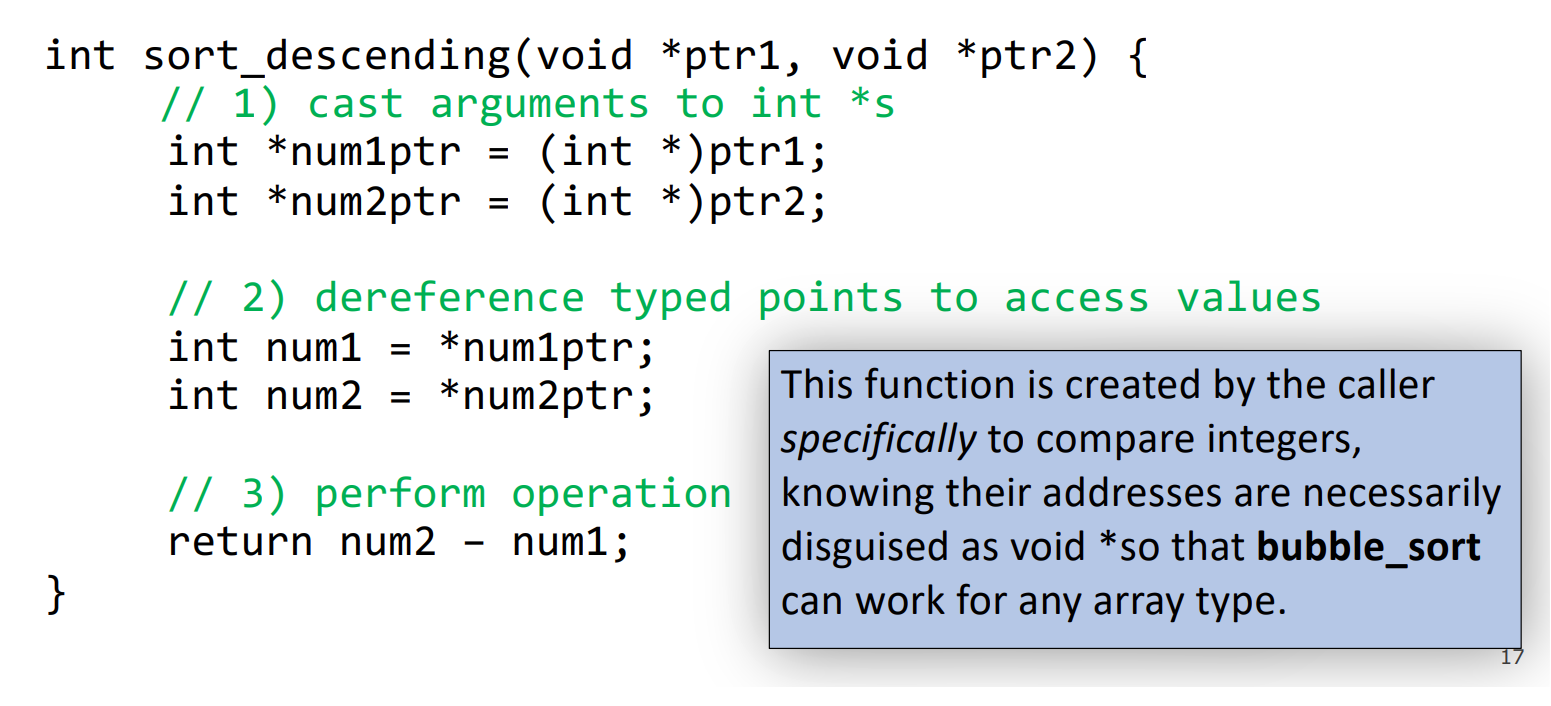 int sort_descending(void *ptr1, void *ptr2) {
// 1) cast arguments to int *s
int *num1ptr = (int *)ptr1;
int *num2ptr = (int *)ptr2;
// 2) dereference typed points to access values
int num1 = *num1ptr;
int num2 = *num2ptr;
// 3) perform operation
return num2 – num1;
}
This function is created by the caller
specifically to compare integers,
knowing their addresses are necessarily
disguised as void *so that bubble_sort
can work for any array type.
17